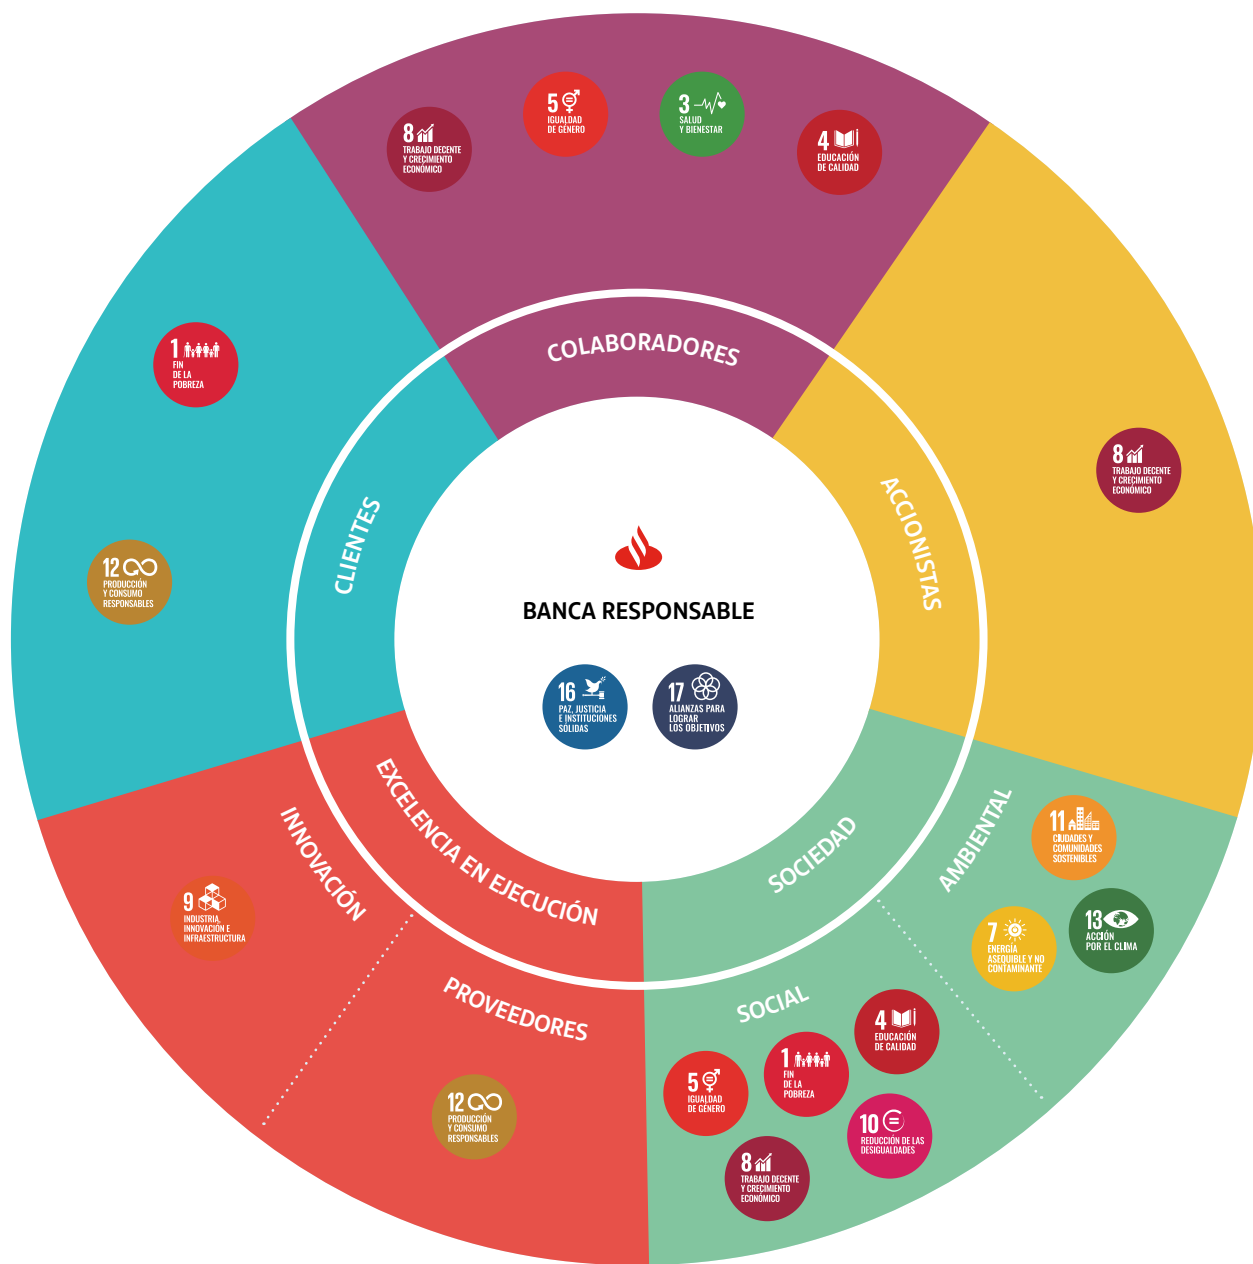 8
TRABAJO DECENTE
Y CRECIMIENTO
ECONÓMICO
5
IGUALDAD
DE GÉNERO
3
SALUD
Y BIENESTAR
4
EDUCACIÓN
DE CALIDAD
COLABORADORES
1
FIN
DE LA
POBREZA
12
PRODUCCIÓN
Y CONSUMO
RESPONSABLES
CLIENTES
ACCIONISTAS
8
TRABAJO DECENTE
Y CRECIMIENTO
ECONÓMICO
BANCA RESPONSABLE
16
PAZ, JUSTICIA
E INSTITUCIONES
SÓLIDAS
17
ALIANZAS PARA
LOGRAR
LOS OBJETIVOS
EXCELENCIA EN EJECUCIÓN
INNOVACIÓN
9
INDUSTRIA,
INNOVACIÓN E
INFRAESTRUCTURA
PROVEEDORES
12
PRODUCCIÓN
Y CONSUMO
RESPONSABLES
SOCIEDAD
AMBIENTAL
11
CIUDADES Y
COMUNIDADES
SOSTENIBLES
7
ENERGÍA
ASEQUIBLE Y NO
CONTAMINANTE
13
ACCIÓN
POR EL CLIMA
SOCIAL
4
EDUCACIÓN
DE CALIDAD
1
FIN
DE LA
POBREZA
5
IGUALDAD
DE GÉNERO
10
REDUCCIÓN DE LAS
DESIGUALDADES
8
TRABAJO DECENTE
Y CRECIMIENTO
ECONÓMICO